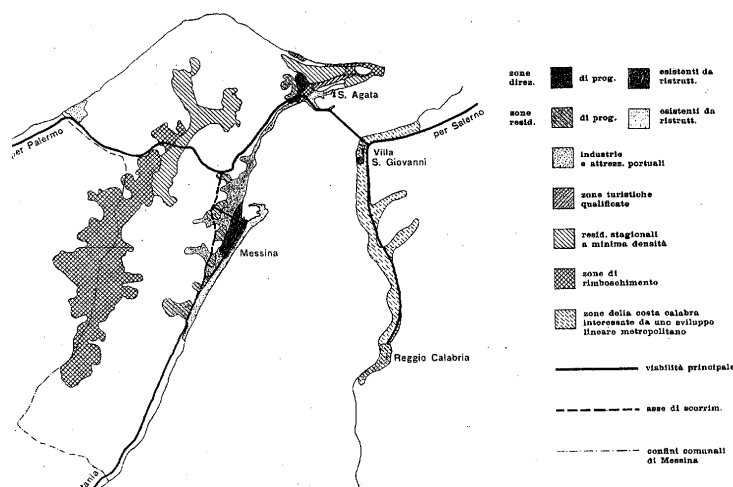 S. Agata
per Palermo
per Salerno
Villa
S. Giovanni
Messina
Reggio Calabria
tania
zone
direz.
di prog.
esistenti da
ristrutt.
zone
resid.
di prog.
esistenti da
ristrutt.
industrie
e attrezz. portuali
zone turistiche
qualificate
resid. stagionali
a minima densità
zone di
rimboschimento
zone della costa calabra
interessate da uno sviluppo
lineare metropolitano
viabilità principale
asse di scorrim.
confini comunali
di Messina